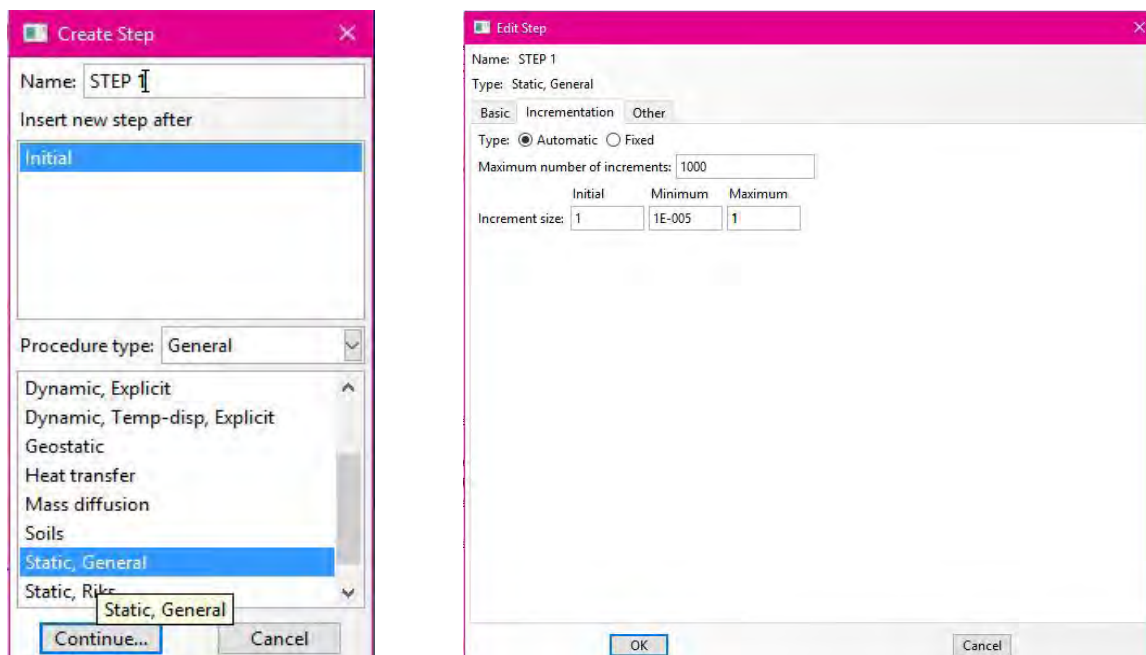 Create Step
Name: STEP 1
Insert new step after
Initial
Procedure type: General
Dynamic, Explicit
Dynamic, Temp-disp, Explicit
Geostatic
Heat transfer
Mass diffusion
Soils
Static, General
Static, Riks
Static, General
Continue... Cancel
Edit Step
Name: STEP 1
Type: Static, General
Basic Incrementation Other
Type: Automatic Fixed
Maximum number of increments: 1000
Initial Minimum Maximum
Increment size: 1 1E-005 1
OK Cancel